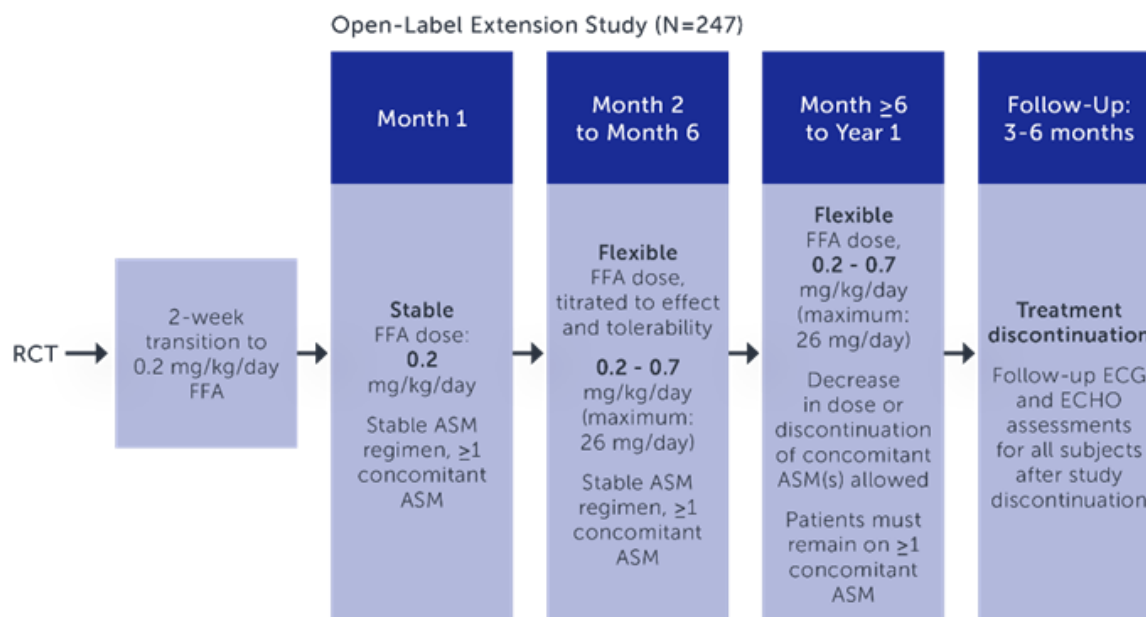 Open-Label Extension Study (N=247)
RCT
2-week
transition to
0.2 mg/kg/day
FFA
Month 1
Stable
FFA dose:
0.2
mg/kg/day
Stable ASM
regimen, ≥1
concomitant
ASM
Month 2
to Month 6
Flexible
FFA dose,
titrated to effect
and tolerability
0.2 - 0.7
mg/kg/day
(maximum:
26 mg/day)
Stable ASM
regimen, ≥1
concomitant
ASM
Month ≥6
to Year 1
Flexible
FFA dose,
0.2 - 0.7
mg/kg/day
(maximum:
26 mg/day)
Decrease
in dose or
discontinuation
of concomitant
ASM(s) allowed
Patients must
remain on ≥1
concomitant
ASM
Follow-Up:
3-6 months
Treatment
discontinuation
Follow-up ECG
and ECHO
assessments
for all subjects
after study
discontinuation